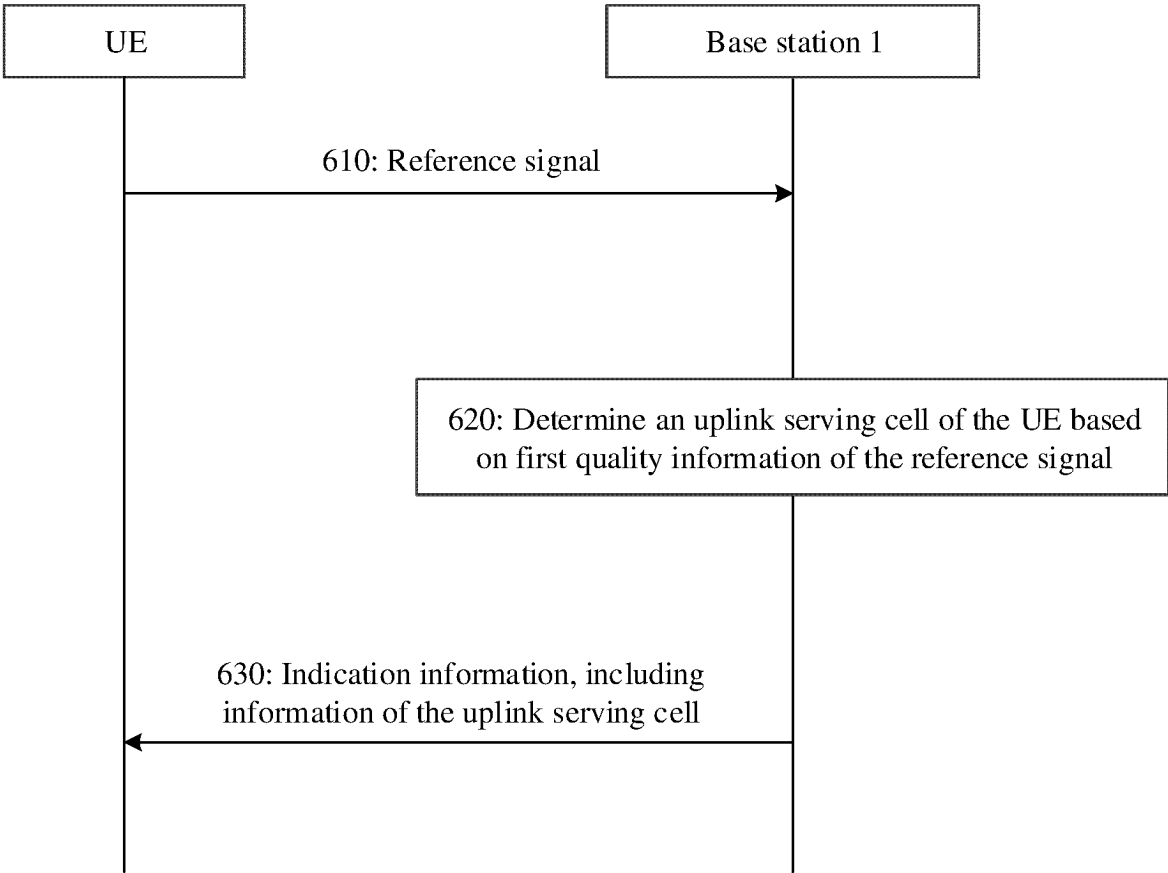 UE
Base station 1
610: Reference signal
620: Determine an uplink serving cell of the UE based
on first quality information of the reference signal
630: Indication information, including
information of the uplink serving cell